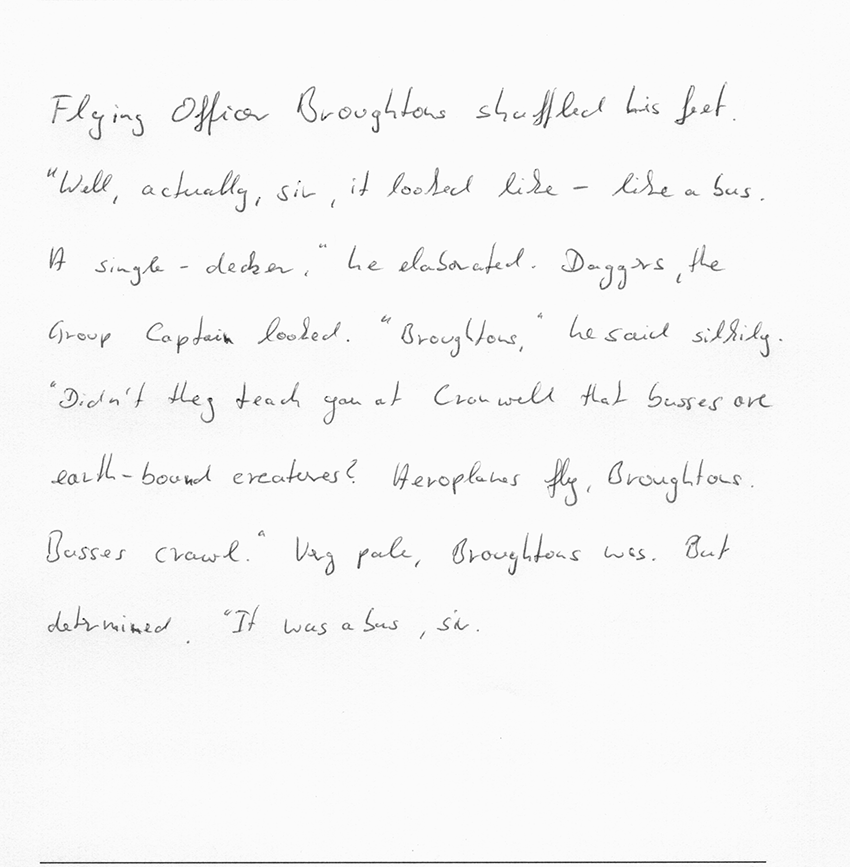 Flying Officer Broughtons shuffled his feet.
"Well, actually, sir, it looked like - like a bus.
A single-decker," he elaborated. Daggers, the
Group Captain looked. "Broughtons," he said silkily.
"Didn't they teach you at Cranwell that busses are
earth-bound creatures? Aeroplanes fly, Broughtons.
Busses crawl." Very pale, Broughtons was. But
determined. "It was a bus, sir.